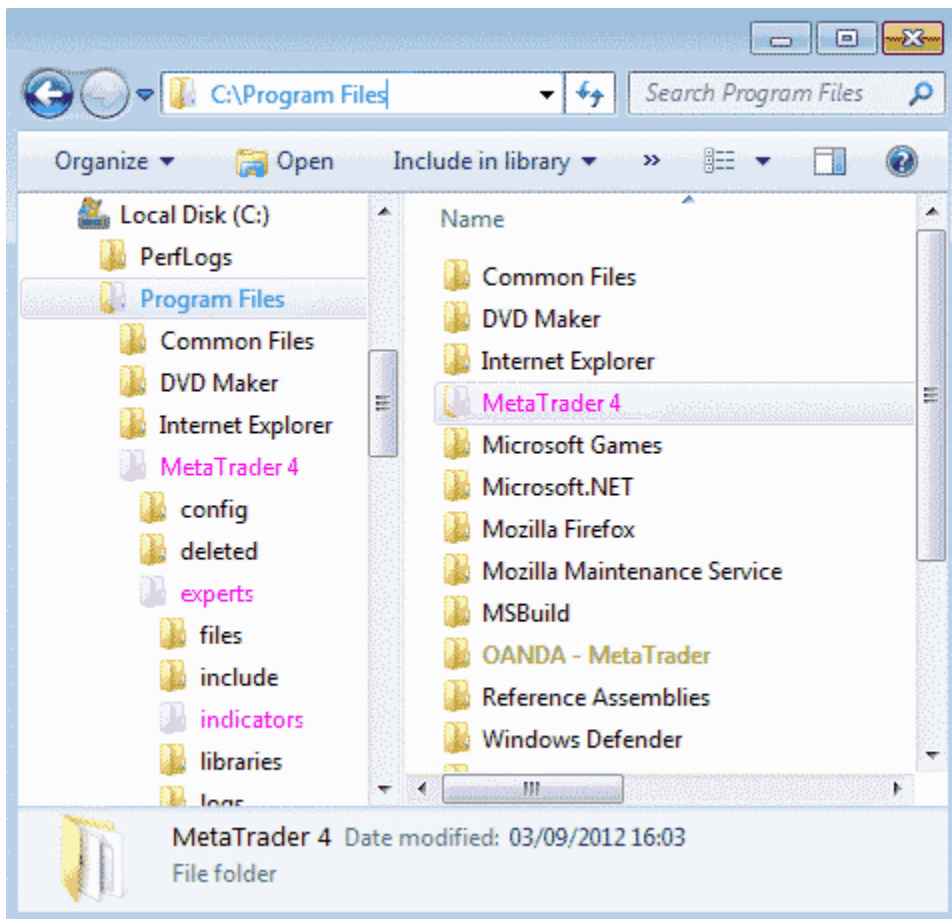 C:\Program Files
Search Program Files
Organize
Open
Include in library
»
Local Disk (C:)
PerfLogs
Program Files
Common Files
DVD Maker
Internet Explorer
MetaTrader 4
config
deleted
experts
files
include
indicators
libraries
logs
Name
Common Files
DVD Maker
Internet Explorer
MetaTrader 4
Microsoft Games
Microsoft.NET
Mozilla Firefox
Mozilla Maintenance Service
MSBuild
OANDA - MetaTrader
Reference Assemblies
Windows Defender
MetaTrader 4 Date modified: 03/09/2012 16:03
File folder